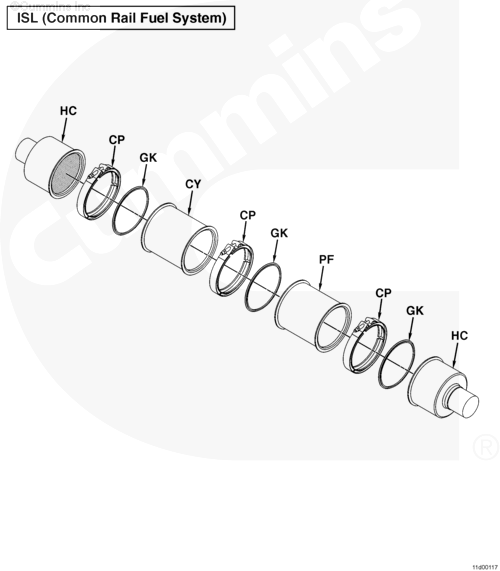 ©Cummins Inc
ISL (Common Rail Fuel System)
HC
CP
GK
CY
CP
GK
PF
CP
GK
HC
Cummins
®
11d00117